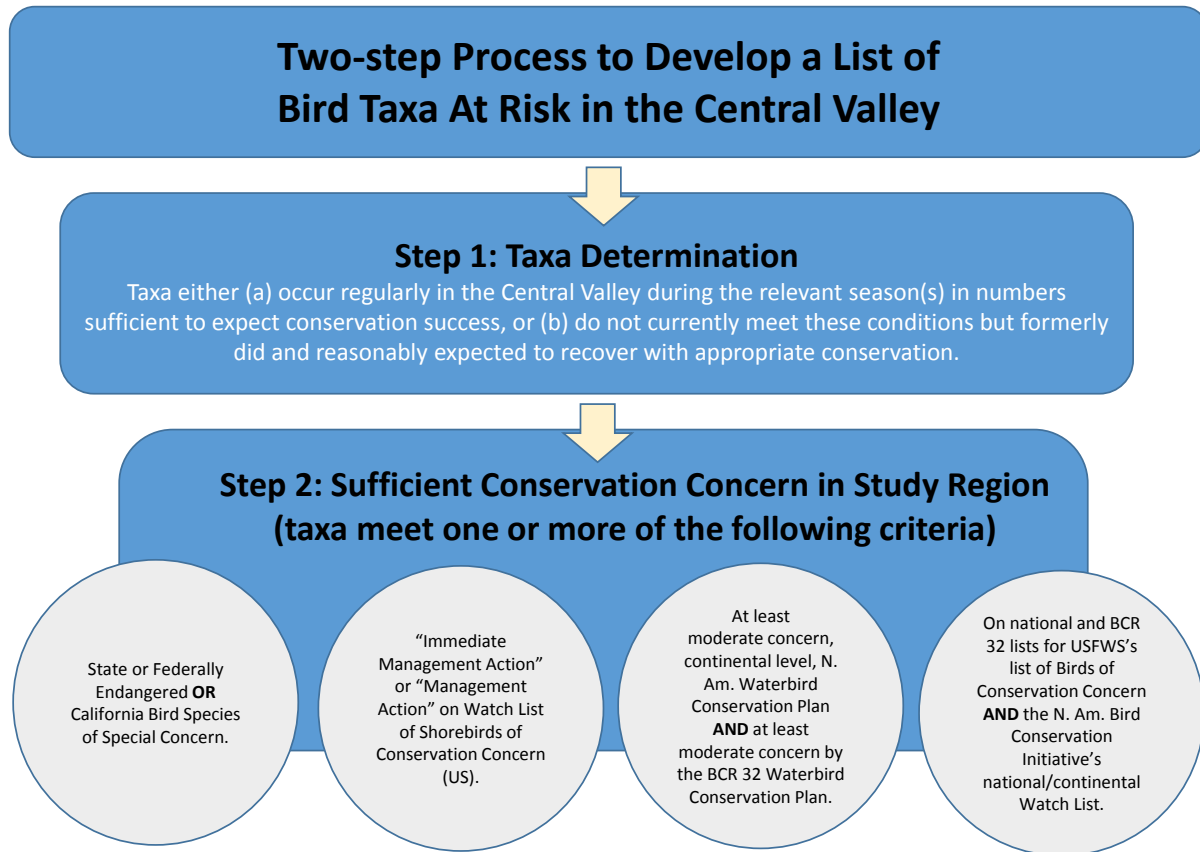 Two-step Process to Develop a List of
Bird Taxa At Risk in the Central Valley
Step 1: Taxa Determination
Taxa either (a) occur regularly in the Central Valley during the relevant season(s) in numbers
sufficient to expect conservation success, or (b) do not currently meet these conditions but formerly
did and reasonably expected to recover with appropriate conservation.
Step 2: Sufficient Conservation Concern in Study Region
(taxa meet one or more of the following criteria)
State or Federally
Endangered OR
California Bird Species
of Special Concern.
“Immediate
Management Action”
or “Management
Action” on Watch List
of Shorebirds of
Conservation Concern
(US).
At least
moderate concern,
continental level, N.
Am. Waterbird
Conservation Plan
AND at least
moderate concern by
the BCR 32 Waterbird
Conservation Plan.
On national and BCR
32 lists for USFWS’s
list of Birds of
Conservation Concern
AND the N. Am. Bird
Conservation
Initiative’s
national/continental
Watch List.